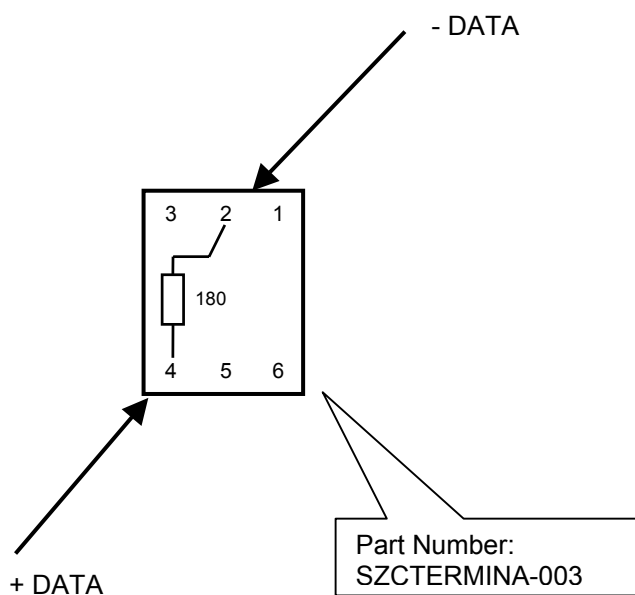 - DATA
3 2 1
180
4 5 6
+ DATA
Part Number:
SZCTERMINA-003